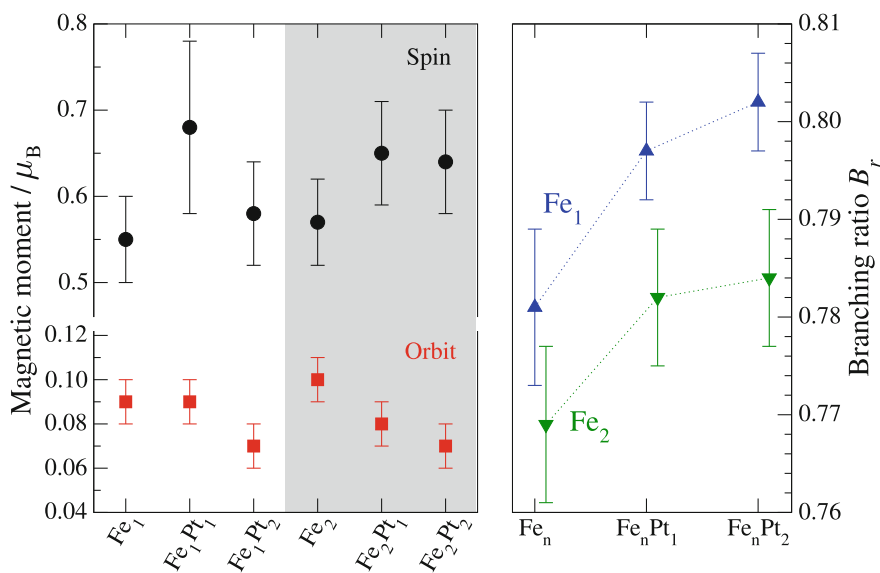 0.8
0.7
0.6
0.5
0.12
0.10
0.08
0.06
0.04
Magnetic moment / μ_B
Spin
Orbit
Fe₁
Fe₁Pt₁
Fe₁Pt₂
Fe₂
Fe₂Pt₁
Fe₂Pt₂
Fe₁
Fe₂
Feₙ
FeₙPt₁
FeₙPt₂
0.81
0.80
0.79
0.78
0.77
0.76
Branching ratio B_r